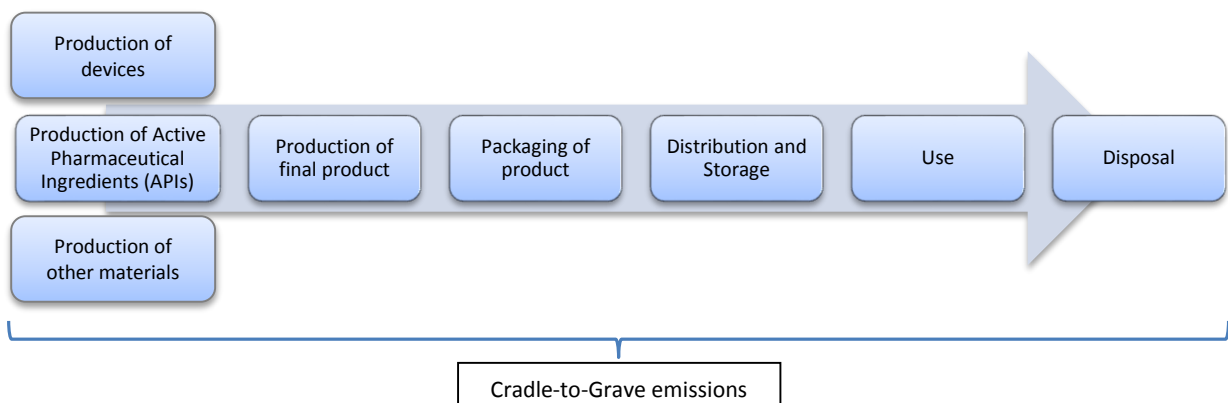 Production of
devices
Production of Active
Pharmaceutical
Ingredients (APIs)
Production of
other materials
Production of
final product
Packaging of
product
Distribution and
Storage
Use
Disposal
Cradle-to-Grave emissions